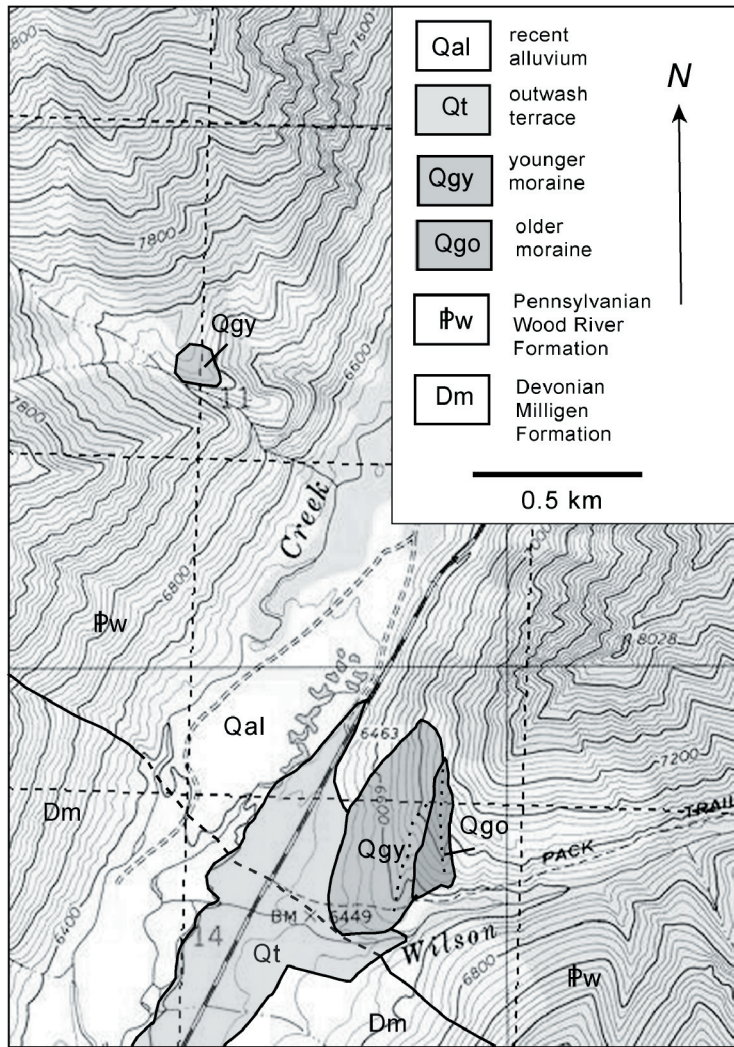 Qal
recent
alluvium
Qt
outwash
terrace
Qgy
younger
moraine
Qgo
older
moraine
ℙw
Pennsylvanian
Wood River
Formation
Dm
Devonian
Milligen
Formation
0.5 km
N
7600
7800
Qgy
11
6600
7800
Creek
6800
ℙw
8028
Qal
6463
7200
Dm
6600
Qgy
Qgo
PACK TRAIL
6400
14
BM × 6449
Qt
Wilson
6800
ℙw
Dm